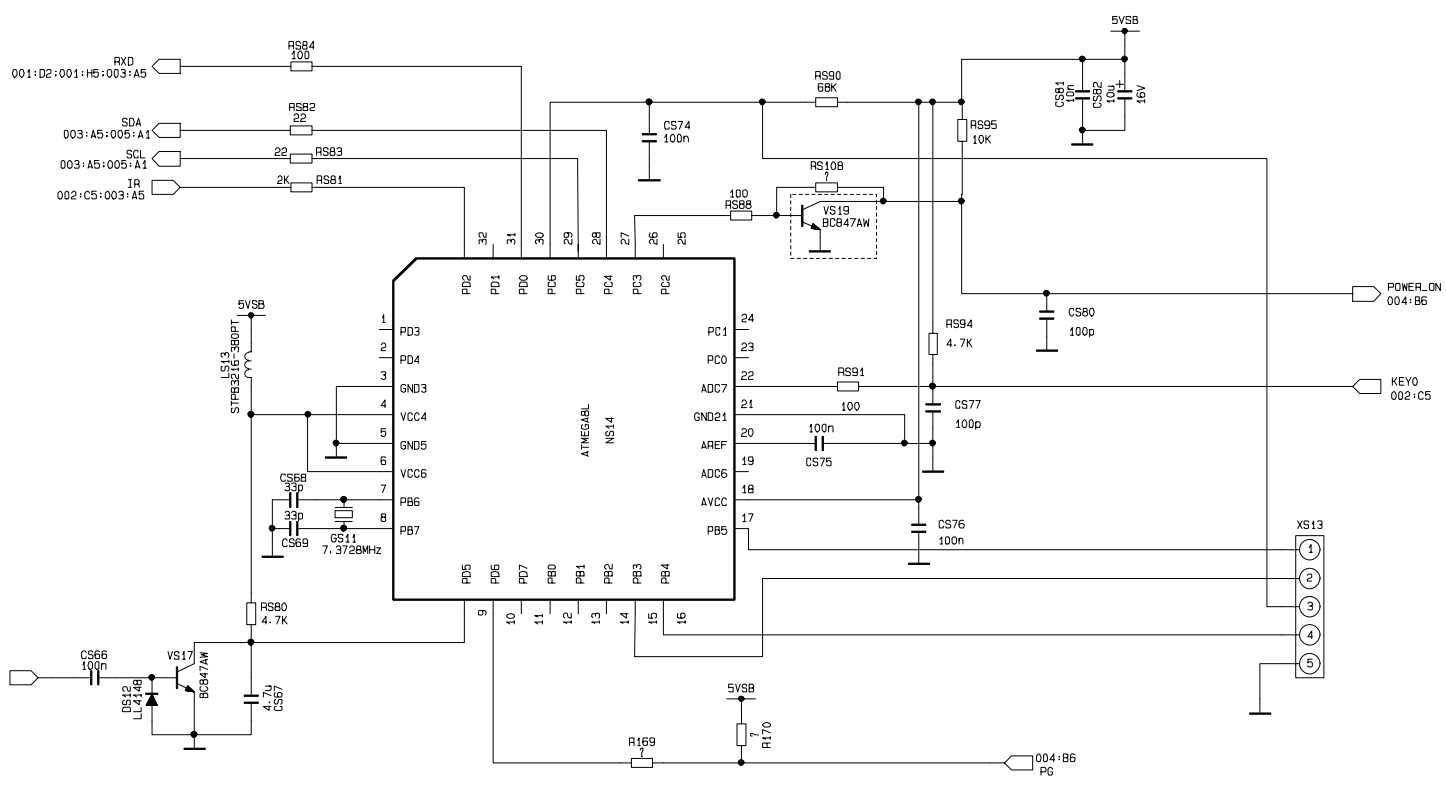 5VSB
RS84
100
RXD
001:D2:001:H5:003:A5
RS82
22
SDA
003:A5:005:A1
22
RS83
SCL
003:A5:005:A1
2K
RS81
IR
002:C5:003:A5
RS90
68K
CS74
100n
CS81
10n
CS82
10u
+
16V
RS95
10K
RS108
?
100
RS88
VS19
BC847AW
32
31
30
29
28
27
26
25
PD2
PD1
PD0
PC6
PC5
PC4
PC3
PC2
POWER_ON
004:B6
CS80
100p
RS94
4.7K
5VSB
LS13
STPB3216-380PT
1
PD3
2
PD4
3
GND3
4
VCC4
5
GND5
6
VCC6
7
PB6
8
PB7
24
PC1
23
PC0
22
ADC7
21
GND21
20
AREF
19
ADC6
18
AVCC
17
PB5
ATMEGA8L
NS14
RS91
100
KEY0
002:C5
CS77
100p
100n
CS75
CS76
100n
CS68
33p
33p
CS69
GS11
7.3728MHz
XS13
1
2
3
4
5
PD5
PD6
PD7
PB0
PB1
PB2
PB3
PB4
9
10
11
12
13
14
15
16
RS80
4.7K
CS66
100n
VS17
BC847AW
DS12
LL4148
4.7u
CS67
5VSB
R169
?
?
R170
004:B6
PG